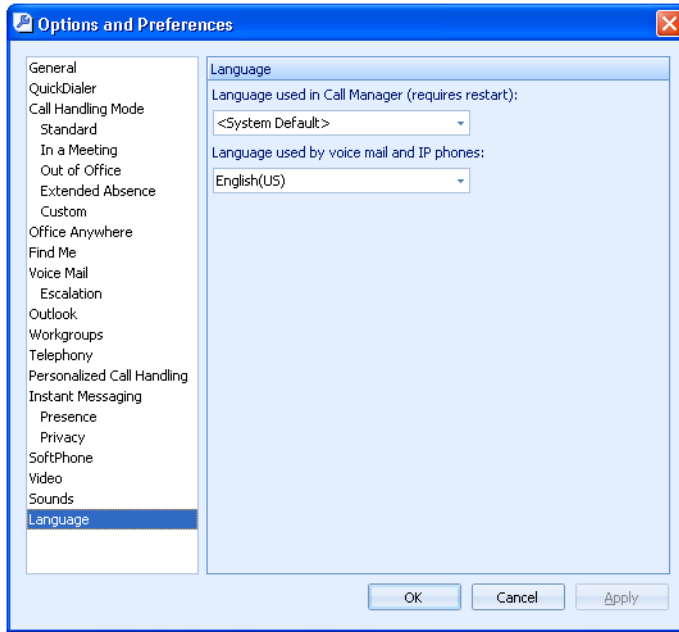 Options and Preferences
General
QuickDialer
Call Handling Mode
Standard
In a Meeting
Out of Office
Extended Absence
Custom
Office Anywhere
Find Me
Voice Mail
Escalation
Outlook
Workgroups
Telephony
Personalized Call Handling
Instant Messaging
Presence
Privacy
SoftPhone
Video
Sounds
Language
Language
Language used in Call Manager (requires restart):
<System Default>
Language used by voice mail and IP phones:
English(US)
OK
Cancel
Apply